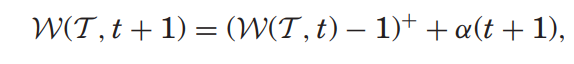 𝒲(𝒯, t + 1) = (𝒲(𝒯, t) − 1)⁺ + α(t + 1),